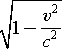 √(1 − v²/c²)